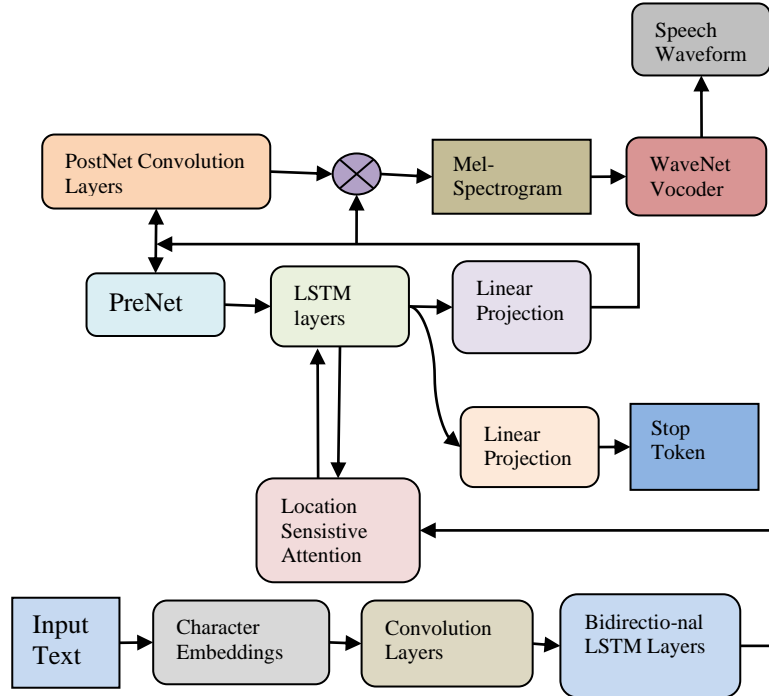 Speech
Waveform
PostNet Convolution
Layers
Mel-
Spectrogram
WaveNet
Vocoder
PreNet
LSTM
layers
Linear
Projection
Linear
Projection
Stop
Token
Location
Sensistive
Attention
Input
Text
Character
Embeddings
Convolution
Layers
Bidirectio-nal
LSTM Layers